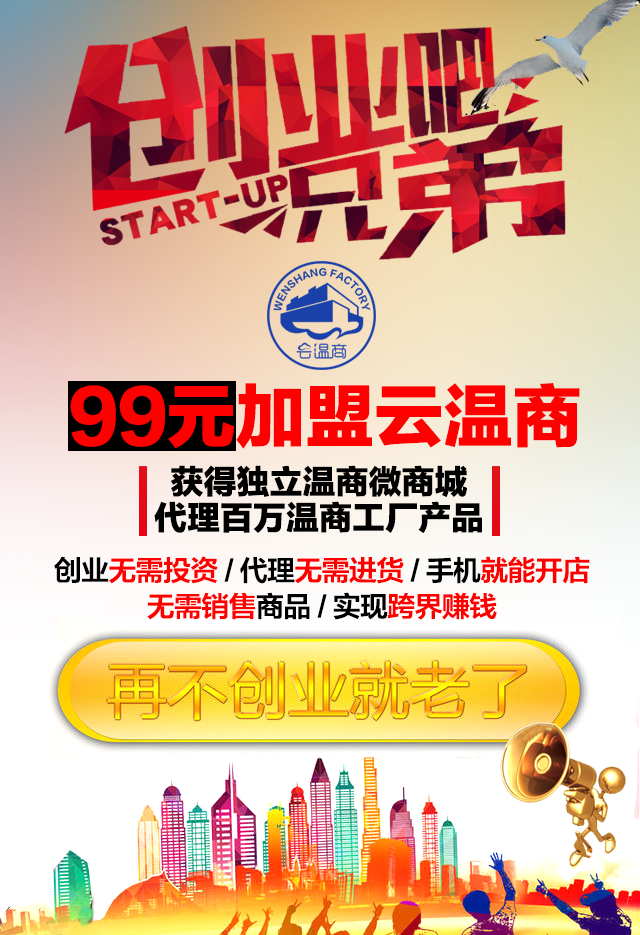 创业吧
START-UP
兄弟
WENSHANG FACTORY
云温商
99元加盟云温商
获得独立温商微商城
代理百万温商工厂产品
创业无需投资 / 代理无需进货 / 手机就能开店
无需销售商品 / 实现跨界赚钱
再不创业就老了